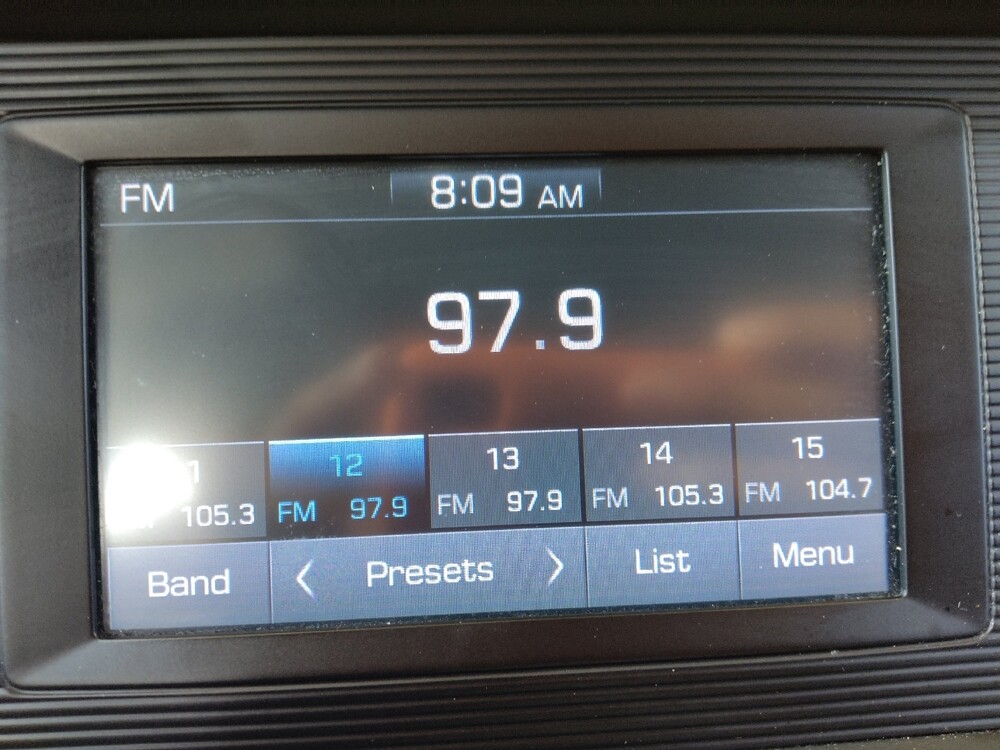 FM 8:09 AM
97.9
12 13 14 15
105.3 FM 97.9 FM 97.9 FM 105.3 FM 104.7
Band < Presets > List Menu